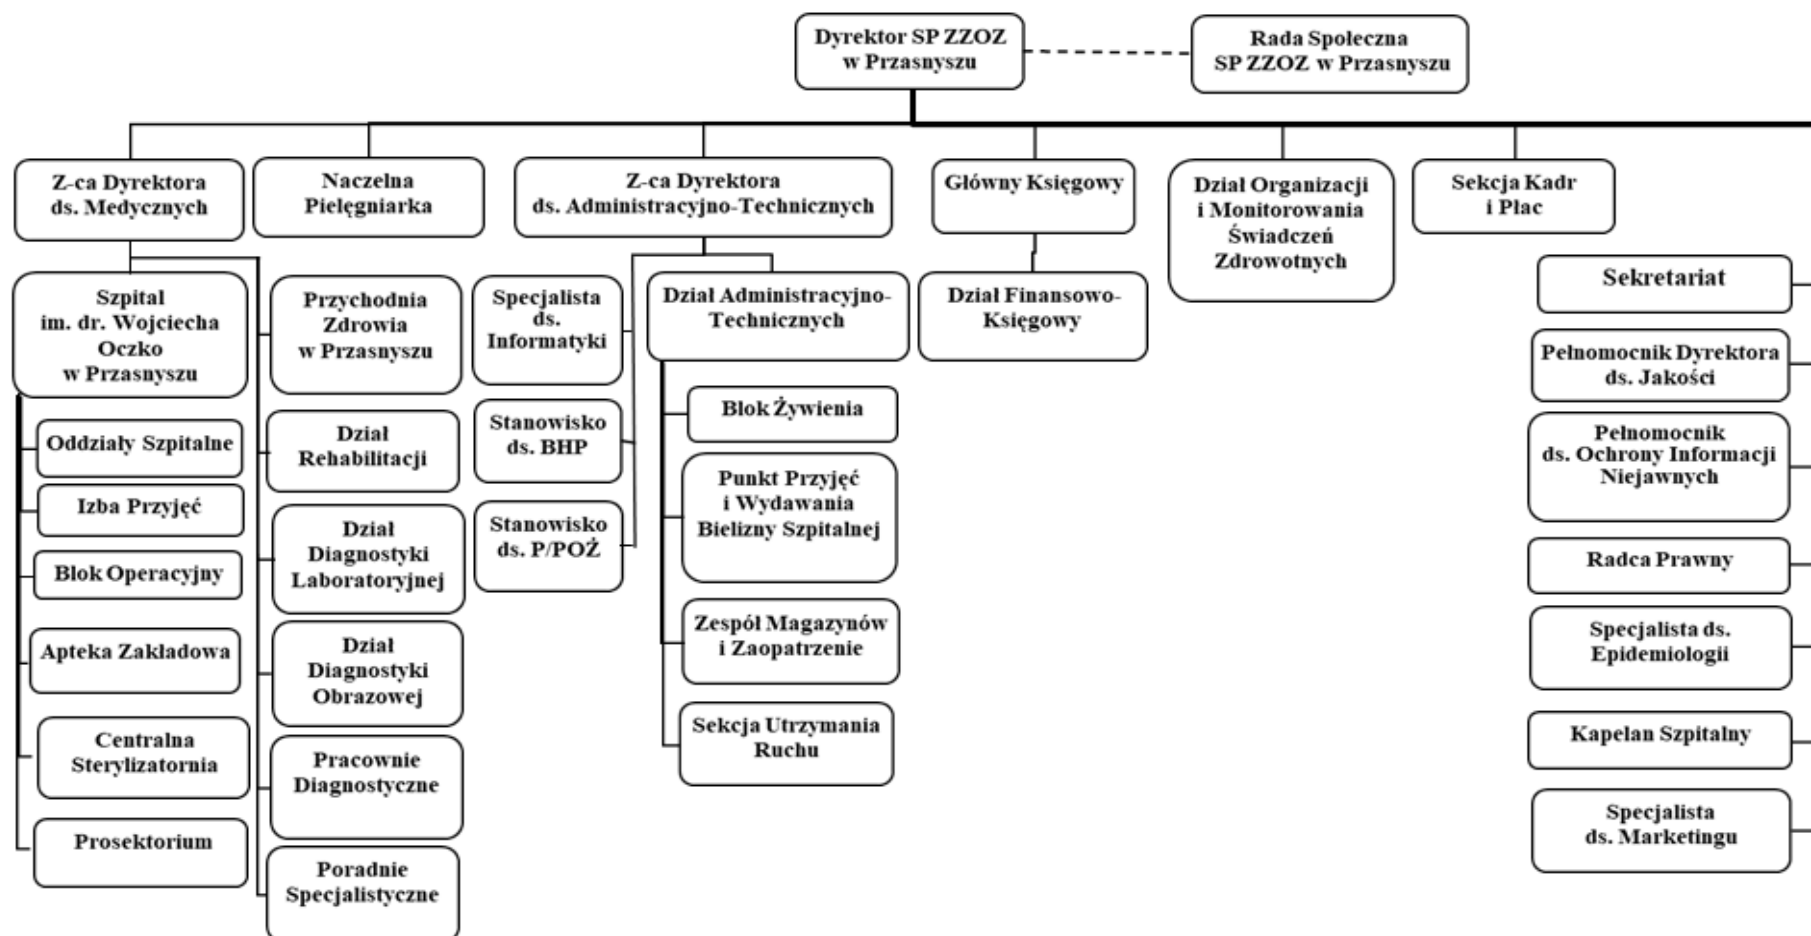 Dyrektor SP ZZOZ
w Przasnyszu
Rada Społeczna
SP ZZOZ w Przasnyszu
Z-ca Dyrektora
ds. Medycznych
Naczelna
Pielęgniarka
Z-ca Dyrektora
ds. Administracyjno-Technicznych
Główny Księgowy
Dział Organizacji
i Monitorowania
Świadczeń
Zdrowotnych
Sekcja Kadr
i Płac
Szpital
im. dr. Wojciecha
Oczko
w Przasnyszu
Oddziały Szpitalne
Izba Przyjęć
Blok Operacyjny
Apteka Zakładowa
Centralna
Sterylizatornia
Prosektorium
Przychodnia
Zdrowia
w Przasnyszu
Dział
Rehabilitacji
Dział
Diagnostyki
Laboratoryjnej
Dział
Diagnostyki
Obrazowej
Pracownie
Diagnostyczne
Poradnie
Specjalistyczne
Specjalista
ds.
Informatyki
Stanowisko
ds. BHP
Stanowisko
ds. P/POŻ
Dział Administracyjno-
Technicznych
Blok Żywienia
Punkt Przyjęć
i Wydawania
Bielizny Szpitalnej
Zespół Magazynów
i Zaopatrzenie
Sekcja Utrzymania
Ruchu
Dział Finansowo-
Księgowy
Sekretariat
Pełnomocnik Dyrektora
ds. Jakości
Pełnomocnik
ds. Ochrony Informacji
Niejawnych
Radca Prawny
Specjalista ds.
Epidemiologii
Kapelan Szpitalny
Specjalista
ds. Marketingu